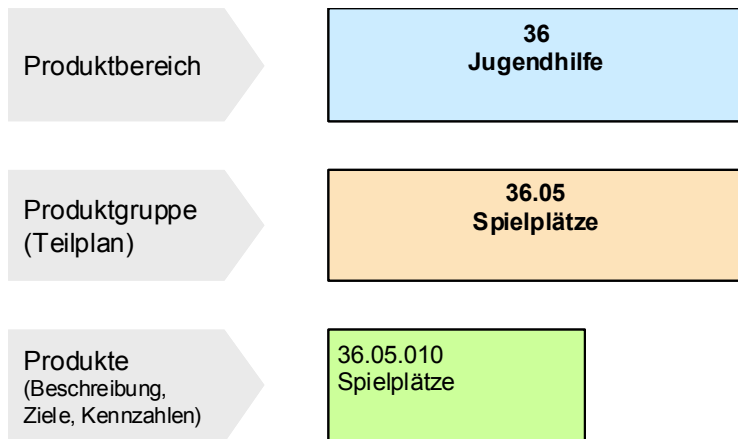 Produktbereich
36
Jugendhilfe
Produktgruppe
(Teilplan)
36.05
Spielplätze
Produkte
(Beschreibung,
Ziele, Kennzahlen)
36.05.010
Spielplätze